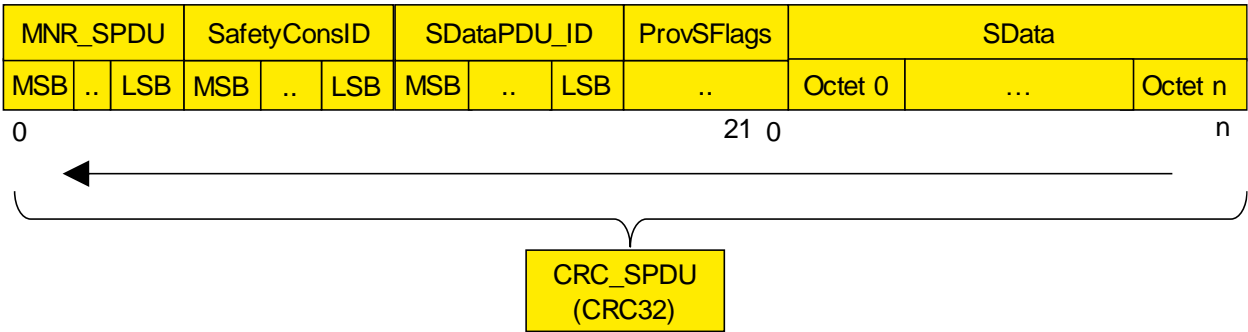 MNR_SPDU SafetyConsID SDataPDU_ID ProvSFlags SData
MSB .. LSB MSB .. LSB MSB .. LSB .. Octet 0 … Octet n
0 21 0 n
CRC_SPDU
(CRC32)